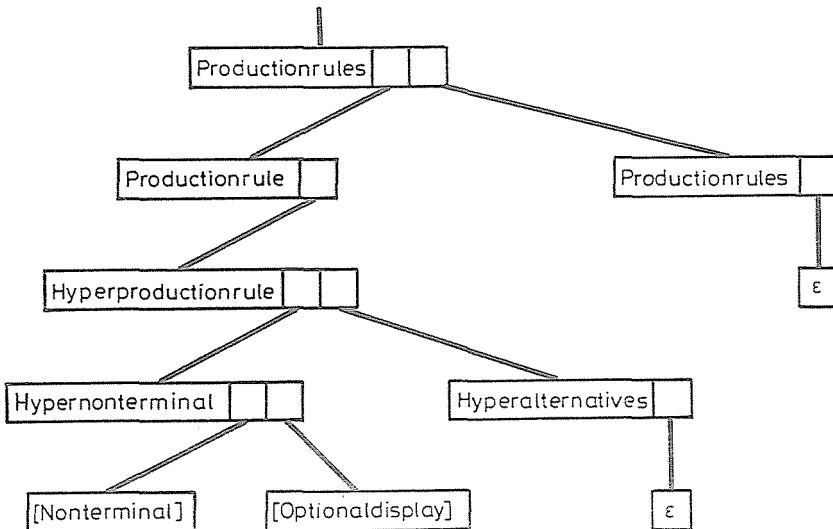 Productionrules
Productionrule
Productionrules
Hyperproductionrule
ε
Hypernonterminal
Hyperalternatives
[Nonterminal]
[Optionaldisplay]
ε